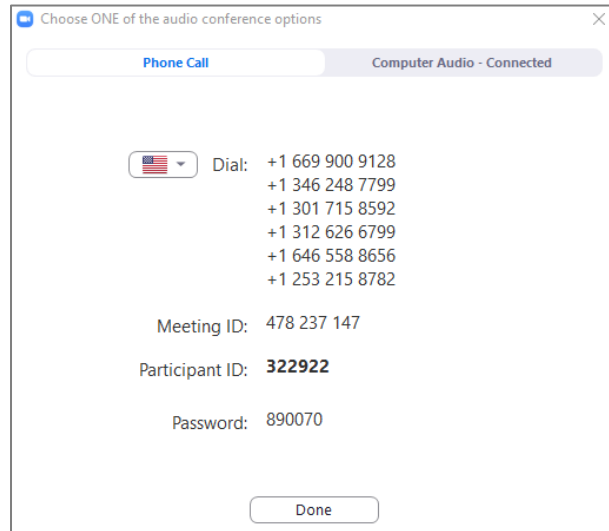 Choose ONE of the audio conference options
Phone Call
Computer Audio - Connected
Dial: +1 669 900 9128
+1 346 248 7799
+1 301 715 8592
+1 312 626 6799
+1 646 558 8656
+1 253 215 8782
Meeting ID: 478 237 147
Participant ID: 322922
Password: 890070
Done